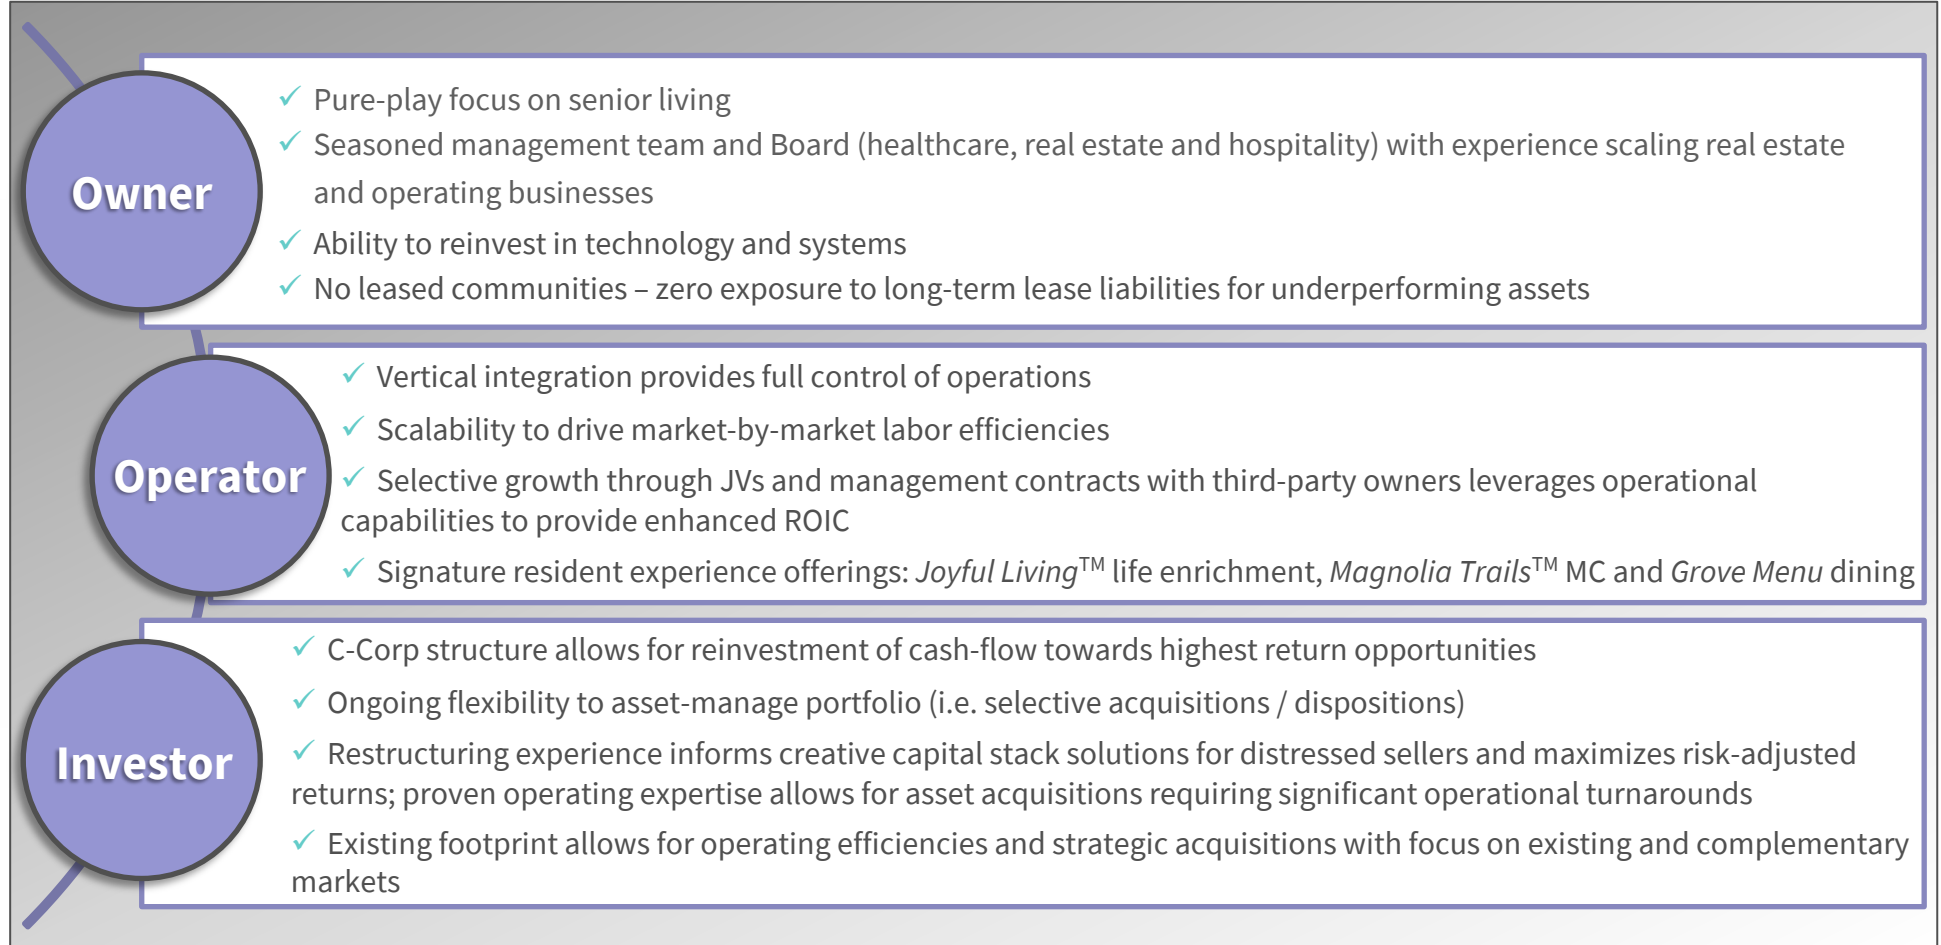 Owner
✓ Pure-play focus on senior living
✓ Seasoned management team and Board (healthcare, real estate and hospitality) with experience scaling real estate
and operating businesses
✓ Ability to reinvest in technology and systems
✓ No leased communities – zero exposure to long-term lease liabilities for underperforming assets
Operator
✓ Vertical integration provides full control of operations
✓ Scalability to drive market-by-market labor efficiencies
✓ Selective growth through JVs and management contracts with third-party owners leverages operational
capabilities to provide enhanced ROIC
✓ Signature resident experience offerings: Joyful Living™ life enrichment, Magnolia Trails™ MC and Grove Menu dining
Investor
✓ C-Corp structure allows for reinvestment of cash-flow towards highest return opportunities
✓ Ongoing flexibility to asset-manage portfolio (i.e. selective acquisitions / dispositions)
✓ Restructuring experience informs creative capital stack solutions for distressed sellers and maximizes risk-adjusted
returns; proven operating expertise allows for asset acquisitions requiring significant operational turnarounds
✓ Existing footprint allows for operating efficiencies and strategic acquisitions with focus on existing and complementary
markets